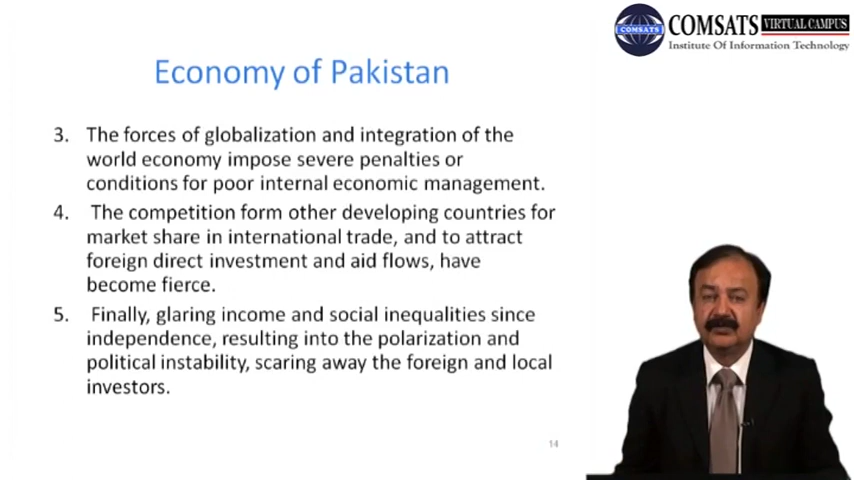 COMSATS VIRTUAL CAMPUS
COMSATS
Institute Of Information Technology
Economy of Pakistan
3. The forces of globalization and integration of the
world economy impose severe penalties or
conditions for poor internal economic management.
4. The competition form other developing countries for
market share in international trade, and to attract
foreign direct investment and aid flows, have
become fierce.
5. Finally, glaring income and social inequalities since
independence, resulting into the polarization and
political instability, scaring away the foreign and local
investors.
14